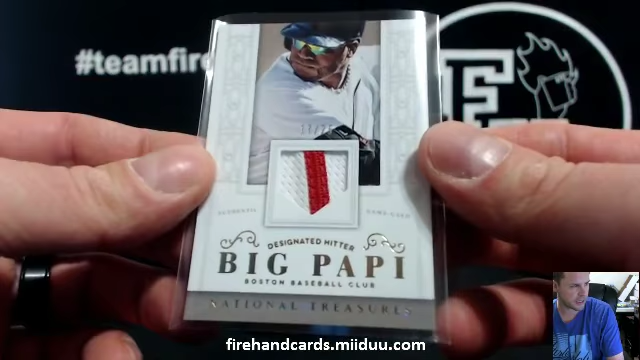 #teamfire
AUTHENTIC
GAME-USED
DESIGNATED HITTER
BIG PAPI
BOSTON BASEBALL CLUB
NATIONAL TREASURES
firehandcards.miiduu.com